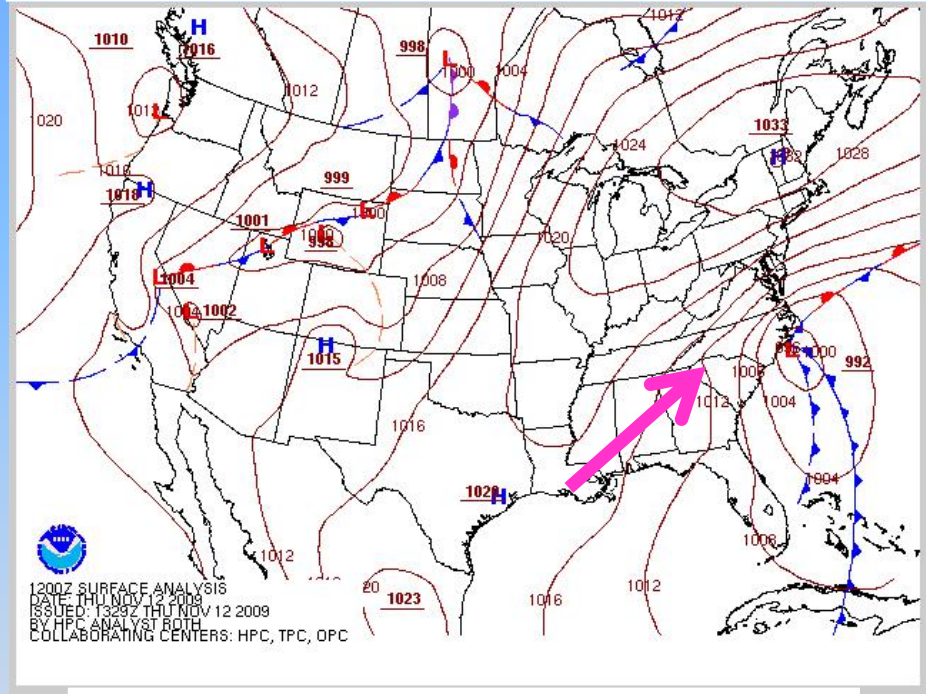 1012
1010
H
1016
998
L
1000
1004
1012
L
1020
1033
H
1032
1024
1028
1016
999
1018
H
1001
L
1000
L
L
998
1020
L
1004
1008
L
1002
H
1015
L
1000
992
1008
1004
1012
1016
H
1004
1008
1012
20
1023
1016
1012
1200Z SURFACE ANALYSIS
DATE: THU NOV 12 2009
ISSUED: 1329Z THU NOV 12 2009
BY HPC ANALYST ROTH
COLLABORATING CENTERS: HPC, TPC, OPC